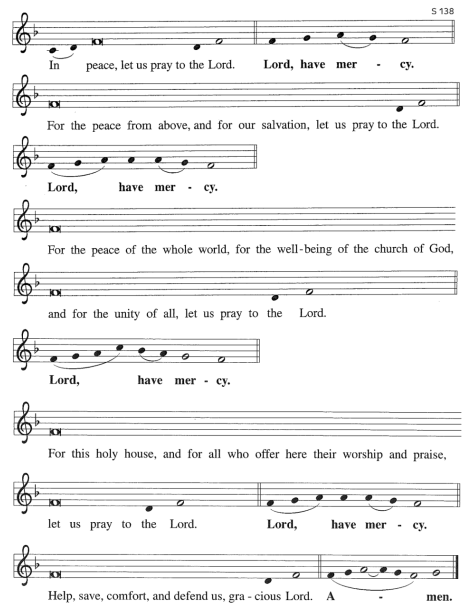 S 138
In peace, let us pray to the Lord. Lord, have mer - cy.
For the peace from above, and for our salvation, let us pray to the Lord.
Lord, have mer - cy.
For the peace of the whole world, for the well-being of the church of God,
and for the unity of all, let us pray to the Lord.
Lord, have mer - cy.
For this holy house, and for all who offer here their worship and praise,
let us pray to the Lord. Lord, have mer - cy.
Help, save, comfort, and defend us, gra - cious Lord. A - men.